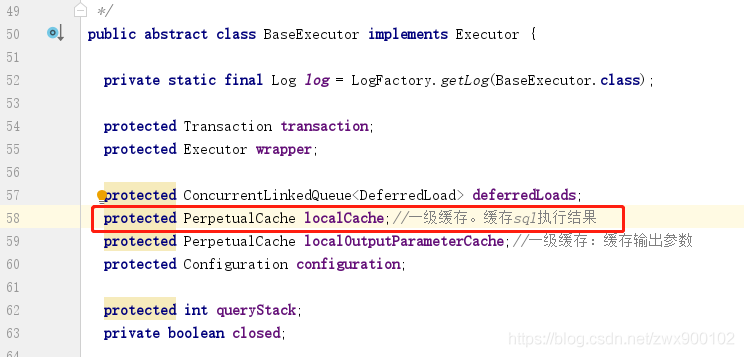 49 */
50 public abstract class BaseExecutor implements Executor {
51
52 private static final Log log = LogFactory.getLog(BaseExecutor.class);
53
54 protected Transaction transaction;
55 protected Executor wrapper;
56
57 protected ConcurrentLinkedQueue<DeferredLoad> deferredLoads;
58 protected PerpetualCache localCache;//一级缓存。缓存sql执行结果
59 protected PerpetualCache localOutputParameterCache;//一级缓存：缓存输出参数
60 protected Configuration configuration;
61
62 protected int queryStack;
63 private boolean closed;
https://blog.csdn.net/zwx900102